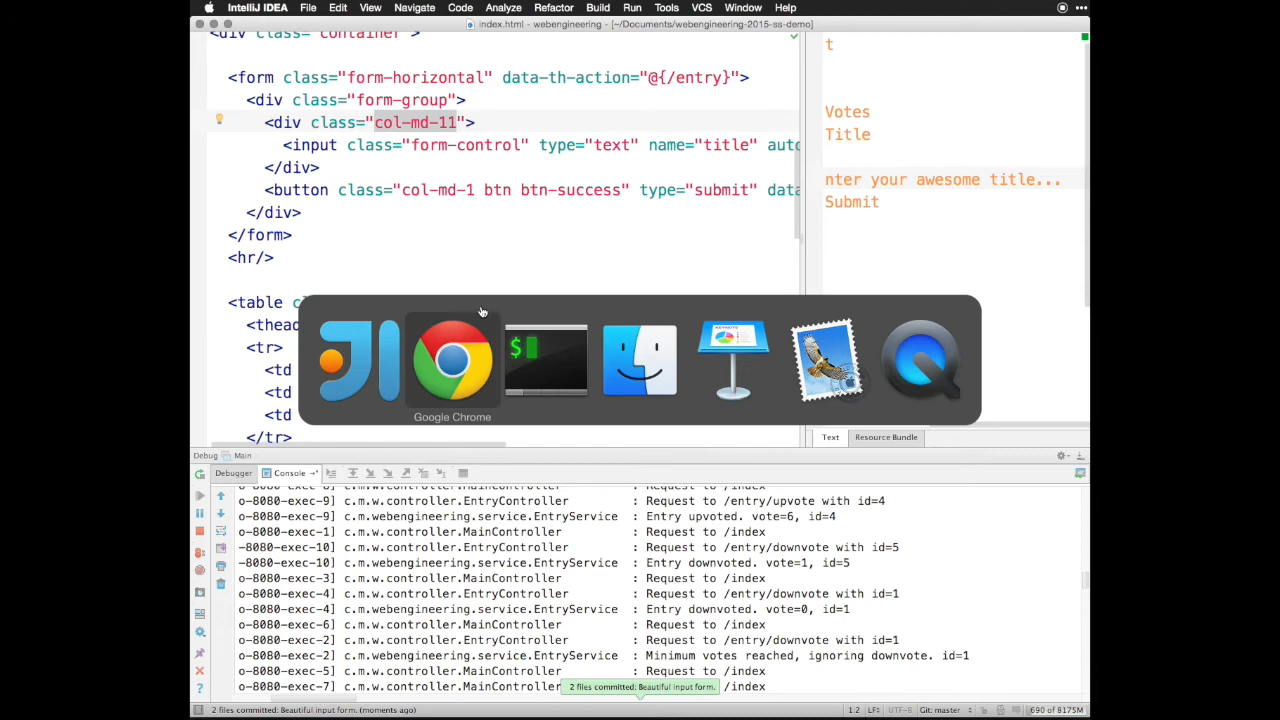 IntelliJ IDEA File Edit View Navigate Code Analyze Refactor Build Run Tools VCS Window Help
index.html - webengineering - [~/Documents/webengineering-2015-ss-demo]
<div class="container">
<form class="form-horizontal" data-th-action="@{/entry}">
<div class="form-group">
<div class="col-md-11">
<input class="form-control" type="text" name="title" auto
</div>
<button class="col-md-1 btn btn-success" type="submit" data
</div>
</form>
<hr/>
<table c
<thead
<tr>
<td
<td
<td
</tr>
t
Votes
Title
nter your awesome title...
Submit
$
Google Chrome
Text Resource Bundle
Debug Main
Debugger Console
o-8080-exec-9] c.m.w.controller.EntryController : Request to /entry/upvote with id=4
o-8080-exec-9] c.m.webengineering.service.EntryService : Entry upvoted. vote=6, id=4
o-8080-exec-1] c.m.w.controller.MainController : Request to /index
-8080-exec-10] c.m.w.controller.EntryController : Request to /entry/downvote with id=5
-8080-exec-10] c.m.webengineering.service.EntryService : Entry downvoted. vote=1, id=5
o-8080-exec-3] c.m.w.controller.MainController : Request to /index
o-8080-exec-4] c.m.w.controller.EntryController : Request to /entry/downvote with id=1
o-8080-exec-4] c.m.webengineering.service.EntryService : Entry downvoted. vote=0, id=1
o-8080-exec-6] c.m.w.controller.MainController : Request to /index
o-8080-exec-2] c.m.w.controller.EntryController : Request to /entry/downvote with id=1
o-8080-exec-2] c.m.webengineering.service.EntryService : Minimum votes reached, ignoring downvote. id=1
o-8080-exec-5] c.m.w.controller.MainController : Request to /index
o-8080-exec-7] c.m.w.controller.MainCont /index
2 files committed: Beautiful input form.
2 files committed: Beautiful input form. (moments ago) 1:2 LF UTF-8 Git: master 690 of 8175M